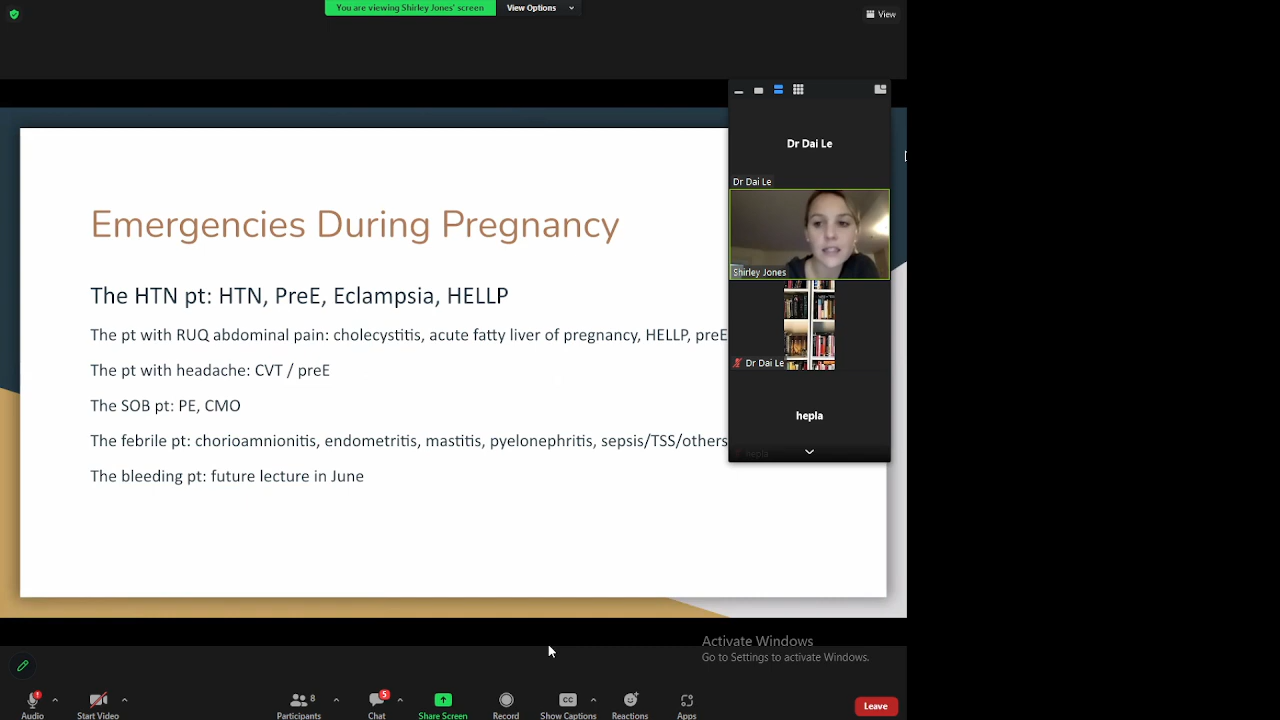 You are viewing Shirley Jones' screen
View Options
View
Dr Dai Le
Dr Dai Le
Shirley Jones
Dr Dai Le
hepla
hepla
Emergencies During Pregnancy
The HTN pt: HTN, PreE, Eclampsia, HELLP
The pt with RUQ abdominal pain: cholecystitis, acute fatty liver of pregnancy, HELLP, preE
The pt with headache: CVT / preE
The SOB pt: PE, CMO
The febrile pt: chorioamnionitis, endometritis, mastitis, pyelonephritis, sepsis/TSS/others
The bleeding pt: future lecture in June
Activate Windows
Go to Settings to activate Windows.
Audio
Start Video
8
Participants
5
Chat
Share Screen
Record
CC
Show Captions
Reactions
Apps
Leave